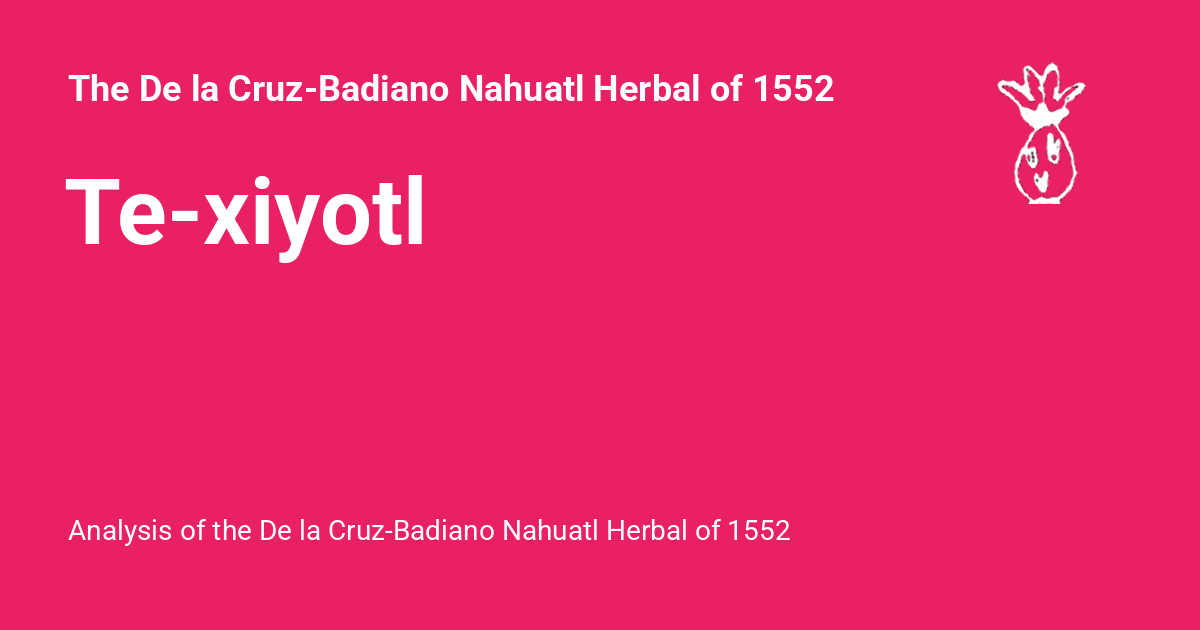 The De la Cruz-Badiano Nahuatl Herbal of 1552
Te-xiyotl
Analysis of the De la Cruz-Badiano Nahuatl Herbal of 1552